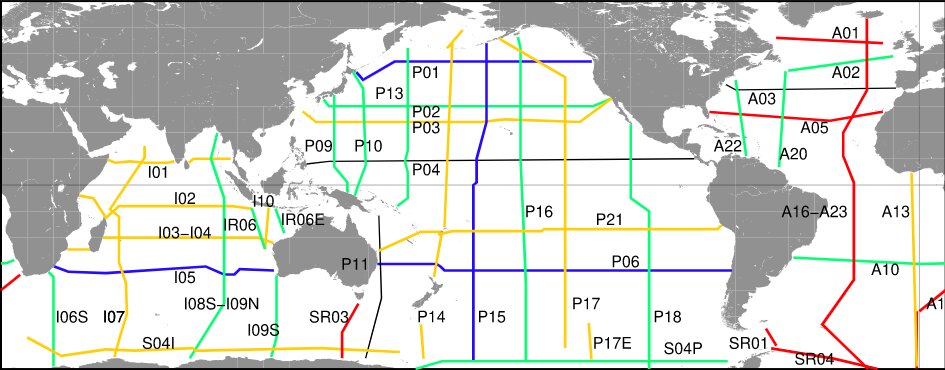 A01
P01
A02
P13
A03
P02
P03
A05
P09
P10
A22
A20
P04
I01
I02
I10
IR06
IR06E
P16
P21
A16–A23
A13
I03–I04
P11
P06
A10
I05
I08S–I09N
A1
I06S
I07
I09S
SR03
P14
P15
P17
P18
S04I
P17E
S04P
SR01
SR04